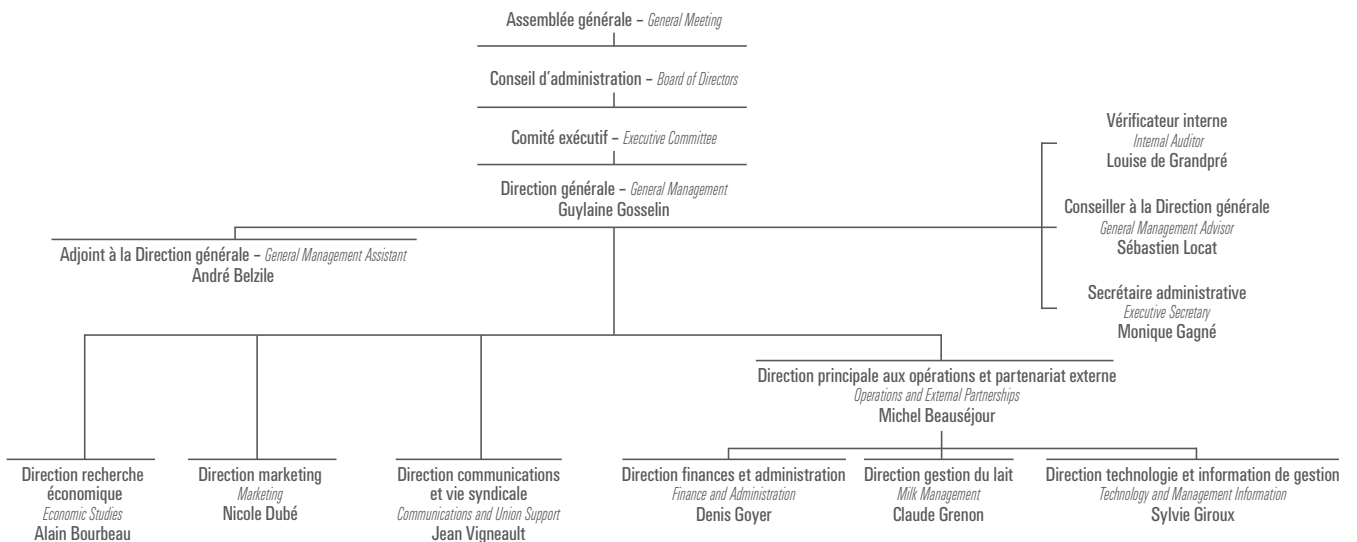 Assemblée générale – General Meeting
Conseil d'administration – Board of Directors
Comité exécutif – Executive Committee
Direction générale – General Management
Guylaine Gosselin
Vérificateur interne
Internal Auditor
Louise de Grandpré
Conseiller à la Direction générale
General Management Advisor
Sébastien Locat
Secrétaire administrative
Executive Secretary
Monique Gagné
Adjoint à la Direction générale – General Management Assistant
André Belzile
Direction principale aux opérations et partenariat externe
Operations and External Partnerships
Michel Beauséjour
Direction recherche
économique
Economic Studies
Alain Bourbeau
Direction marketing
Marketing
Nicole Dubé
Direction communications
et vie syndicale
Communications and Union Support
Jean Vigneault
Direction finances et administration
Finance and Administration
Denis Goyer
Direction gestion du lait
Milk Management
Claude Grenon
Direction technologie et information de gestion
Technology and Management Information
Sylvie Giroux